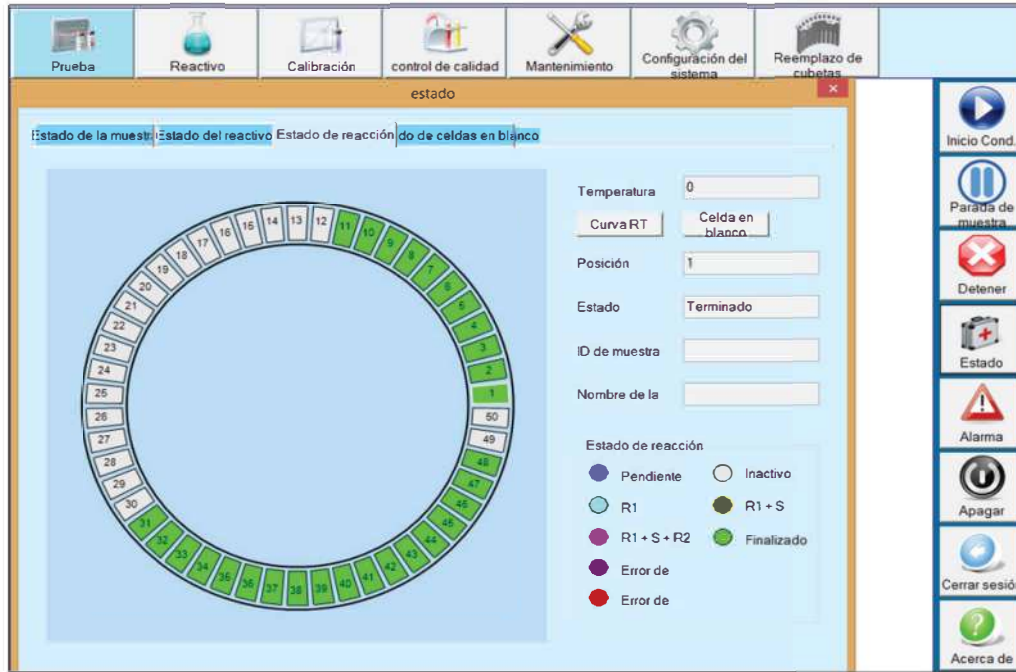 Prueba
Reactivo
Calibración
control de calidad
Mantenimiento
Configuración del
sistema
Reemplazo de
cubetas
estado
Estado de la muestr
Estado del reactivo
Estado de reacción
do de celdas en blanco
Temperatura
0
Curva RT
Celda en
blanco
Posición
1
Estado
Terminado
ID de muestra
Nombre de la
Estado de reacción
Pendiente
Inactivo
R1
R1 + S
R1 + S + R2
Finalizado
Error de
Error de
1
2
3
4
5
6
7
8
9
10
11
12
13
14
15
16
17
18
19
20
21
22
23
24
25
26
27
28
29
30
31
32
33
34
35
36
37
38
39
40
41
42
43
44
45
46
47
48
49
50
Inicio Cond.
Parada de
muestra
Detener
Estado
Alarma
Apagar
Cerrar sesió
Acerca de